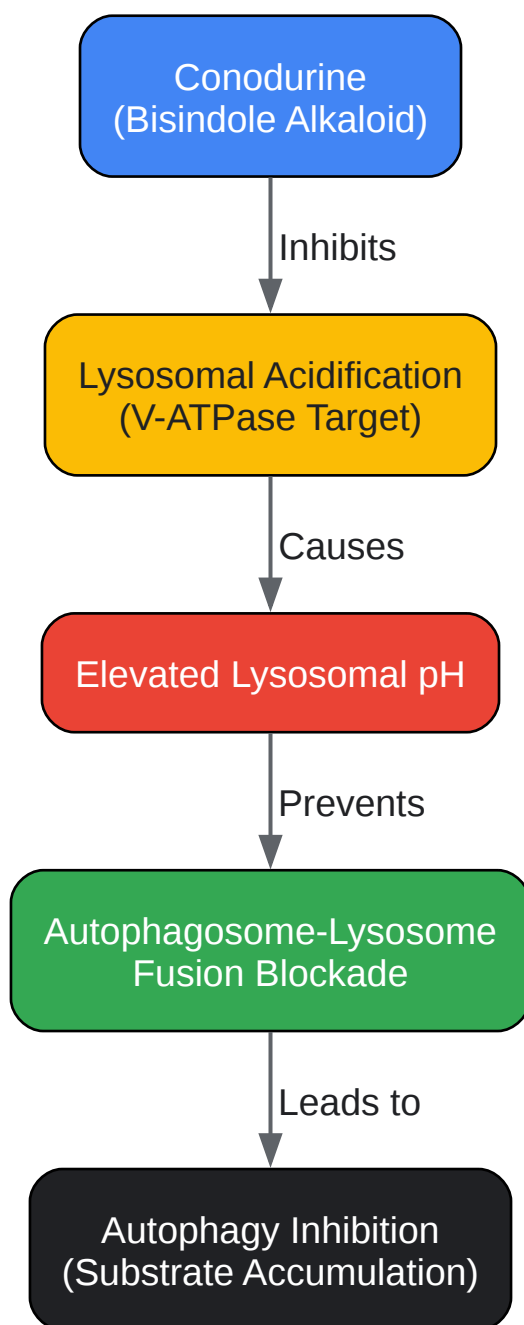 Conodurine
(Bisindole Alkaloid)
Inhibits
Lysosomal Acidification
(V-ATPase Target)
Causes
Elevated Lysosomal pH
Prevents
Autophagosome-Lysosome
Fusion Blockade
Leads to
Autophagy Inhibition
(Substrate Accumulation)